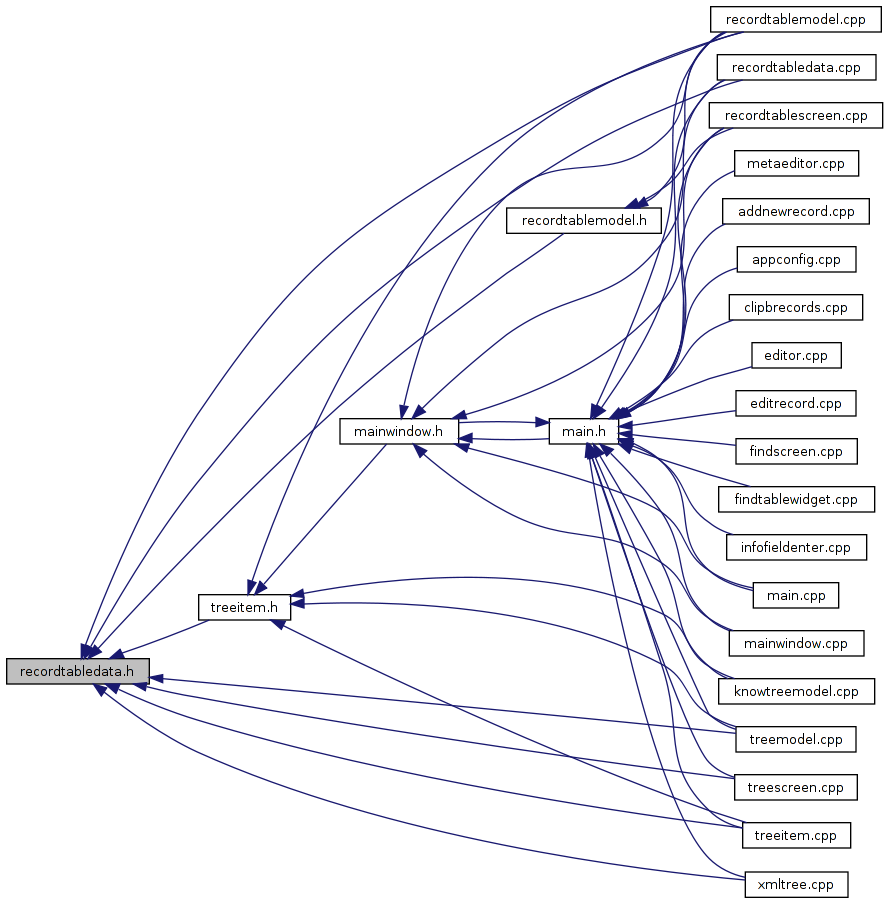 recordtablemodel.cpp
recordtabledata.cpp
recordtablescreen.cpp
metaeditor.cpp
addnewrecord.cpp
recordtablemodel.h
appconfig.cpp
clipbrecords.cpp
editor.cpp
editrecord.cpp
mainwindow.h
main.h
findscreen.cpp
findtablewidget.cpp
infofieldenter.cpp
main.cpp
treeitem.h
mainwindow.cpp
recordtabledata.h
knowtreemodel.cpp
treemodel.cpp
treescreen.cpp
treeitem.cpp
xmltree.cpp